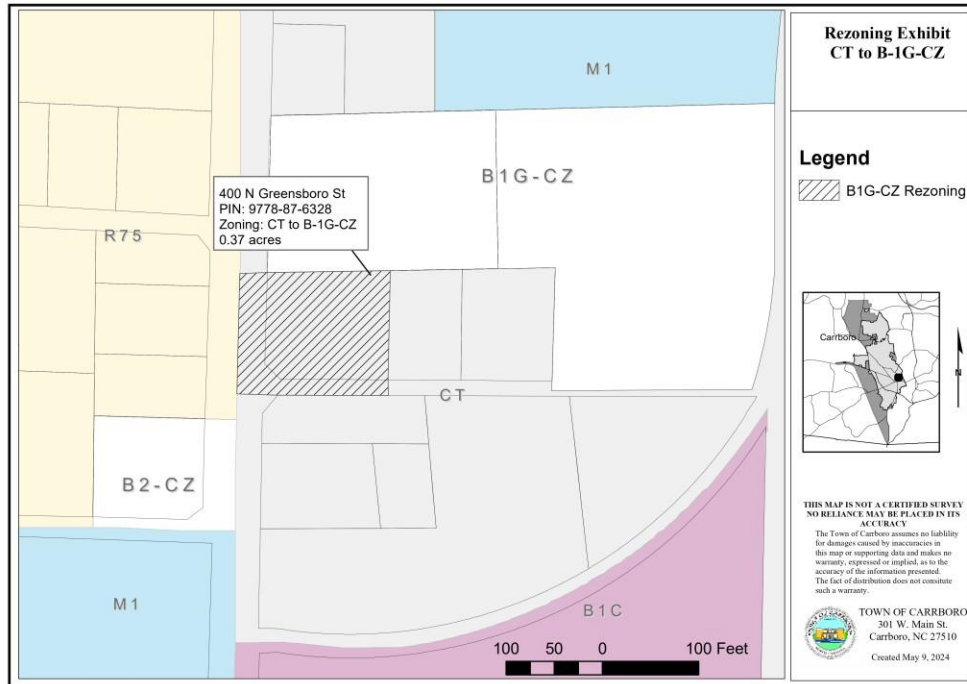 Rezoning Exhibit
CT to B-1G-CZ
M1
B1G-CZ
400 N Greensboro St
PIN: 9778-87-6328
Zoning: CT to B-1G-CZ
0.37 acres
R75
CT
B2-CZ
M1
B1C
100 50 0 100 Feet
Legend
B1G-CZ Rezoning
Carrboro
N
THIS MAP IS NOT A CERTIFIED SURVEY
NO RELIANCE MAY BE PLACED IN ITS
ACCURACY
The Town of Carrboro assumes no liablility
for damages caused by inaccuracies in
this map or supporting data and makes no
warranty, expressed or implied, as to the
accuracy of the information presented.
The fact of distribution does not consitute
such a warranty.
TOWN OF CARRBORO
301 W. Main St.
Carrboro, NC 27510
Created May 9, 2024